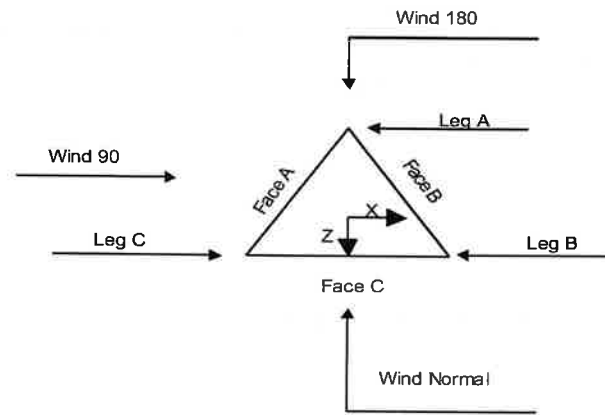 Wind 180
Leg A
Wind 90
Face A
Face B
X
Z
Leg C
Leg B
Face C
Wind Normal